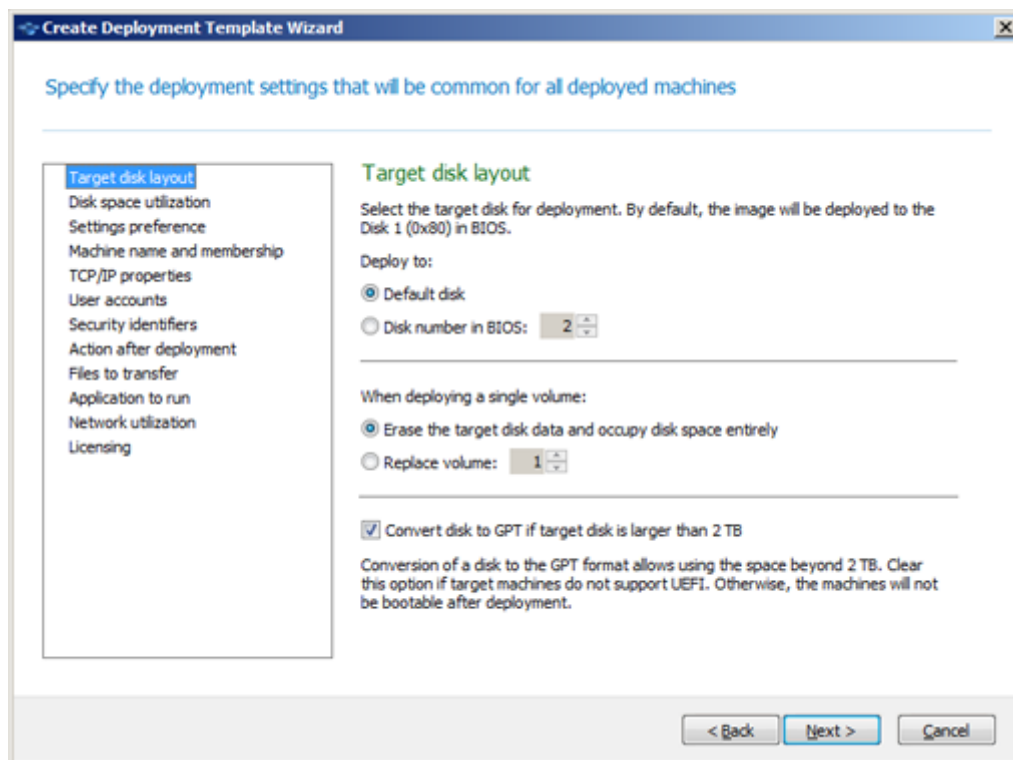 Create Deployment Template Wizard
Specify the deployment settings that will be common for all deployed machines
Target disk layout
Disk space utilization
Settings preference
Machine name and membership
TCP/IP properties
User accounts
Security identifiers
Action after deployment
Files to transfer
Application to run
Network utilization
Licensing
Target disk layout
Select the target disk for deployment. By default, the image will be deployed to the
Disk 1 (0x80) in BIOS.
Deploy to:
Default disk
Disk number in BIOS: 2
When deploying a single volume:
Erase the target disk data and occupy disk space entirely
Replace volume: 1
Convert disk to GPT if target disk is larger than 2 TB
Conversion of a disk to the GPT format allows using the space beyond 2 TB. Clear
this option if target machines do not support UEFI. Otherwise, the machines will not
be bootable after deployment.
< Back Next > Cancel